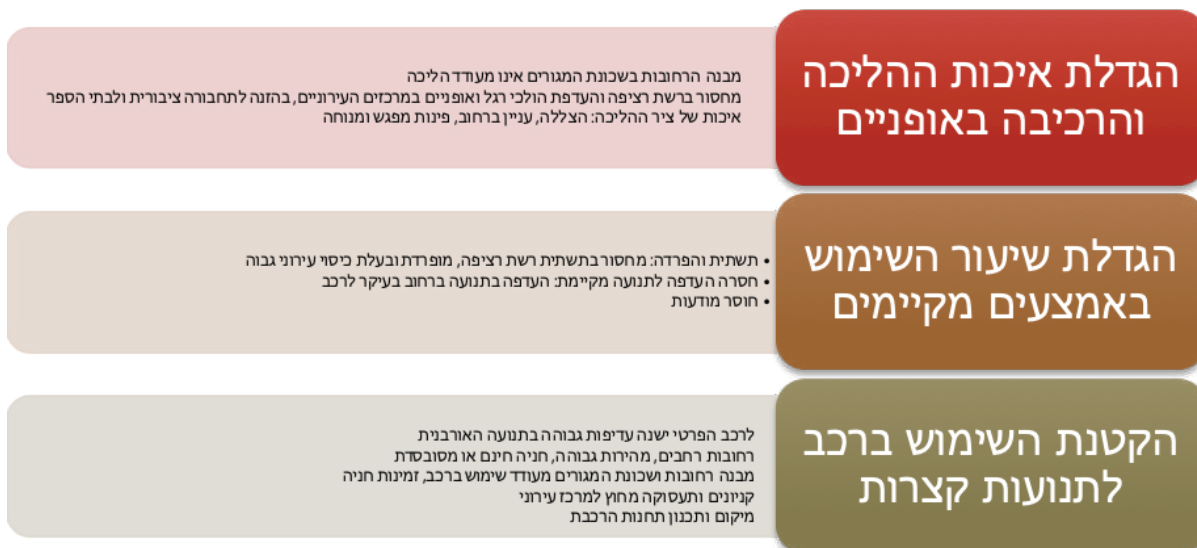 הגדלת איכות ההליכה
והרכיבה באופניים
מבנה הרחובות בשכונת המגורים אינו מעודד הליכה
מחסור ברשת רציפה והעדפת הולכי רגל ואופניים במרכזים העירוניים, בהזנה לתחבורה ציבורית ולבתי הספר
איכות של ציר ההליכה: הצללה, עניין ברחוב, פינות מפגש ומנוחה
הגדלת שיעור השימוש
באמצעים מקיימים
• תשתית והפרדה: מחסור בתשתית רשת רציפה, מופרדת ובעלת כיסוי עירוני גבוה
• חסרה העדפה לתנועה מקיימת: העדפה בתנועה ברחוב בעיקר לרכב
• חוסר מודעות
הקטנת השימוש ברכב
לתנועות קצרות
לרכב הפרטי ישנה עדיפות גבוהה בתנועה האורבנית
רחובות רחבים, מהירות גבוהה, חניה חינם או מסובסדת
מבנה רחובות ושכונת המגורים מעודד שימוש ברכב, זמינות חניה
קניונים ותעסוקה מחוץ למרכז עירוני
מיקום ותכנון תחנות הרכבת